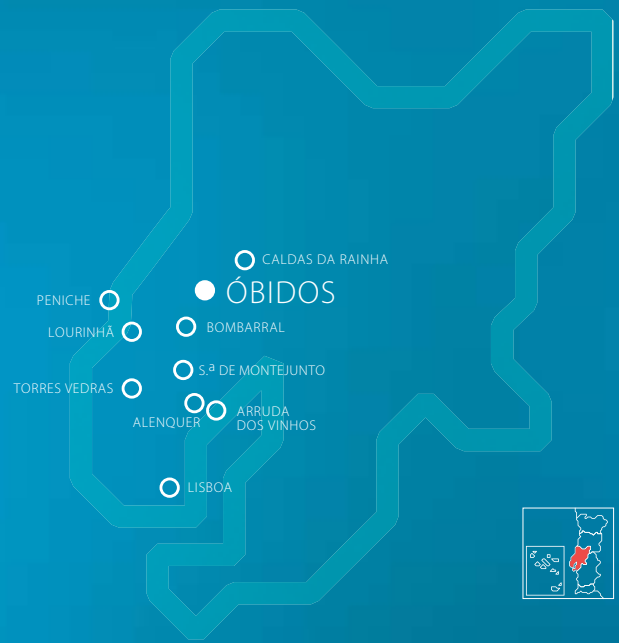 CALDAS DA RAINHA
ÓBIDOS
PENICHE
LOURINHÃ
BOMBARRAL
S.ª DE MONTEJUNTO
TORRES VEDRAS
ALENQUER
ARRUDA
DOS VINHOS
LISBOA